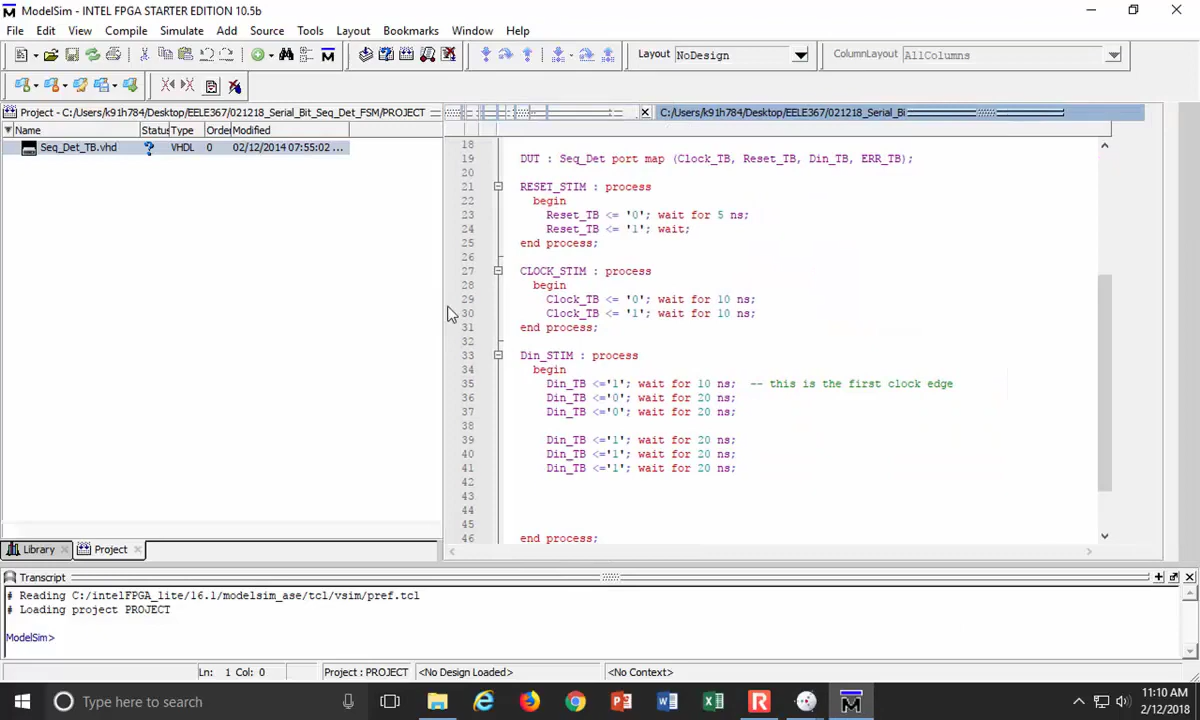 ModelSim - INTEL FPGA STARTER EDITION 10.5b
File Edit View Compile Simulate Add Source Tools Layout Bookmarks Window Help
Layout NoDesign ColumnLayout AllColumns
Project - C:/Users/k91h784/Desktop/EELE367/021218_Serial_Bit_Seq_Det_FSM/PROJECT
C:/Users/k91h784/Desktop/EELE367/021218_Serial_Bi
Name Status Type Order Modified
Seq_Det_TB.vhd ? VHDL 0 02/12/2014 07:55:02 ...
18
19 DUT : Seq_Det port map (Clock_TB, Reset_TB, Din_TB, ERR_TB);
20
21 RESET_STIM : process
22 begin
23 Reset_TB <= '0'; wait for 5 ns;
24 Reset_TB <= '1'; wait;
25 end process;
26
27 CLOCK_STIM : process
28 begin
29 Clock_TB <= '0'; wait for 10 ns;
30 Clock_TB <= '1'; wait for 10 ns;
31 end process;
32
33 Din_STIM : process
34 begin
35 Din_TB <='1'; wait for 10 ns; -- this is the first clock edge
36 Din_TB <='0'; wait for 20 ns;
37 Din_TB <='0'; wait for 20 ns;
38
39 Din_TB <='1'; wait for 20 ns;
40 Din_TB <='1'; wait for 20 ns;
41 Din_TB <='1'; wait for 20 ns;
42
43
44
45
46 end process;
Library Project
Transcript
# Reading C:/intelFPGA_lite/16.1/modelsim_ase/tcl/vsim/pref.tcl
# Loading project PROJECT
ModelSim>
Ln: 1 Col: 0 Project : PROJECT <No Design Loaded> <No Context>
Type here to search
11:10 AM
2/12/2018